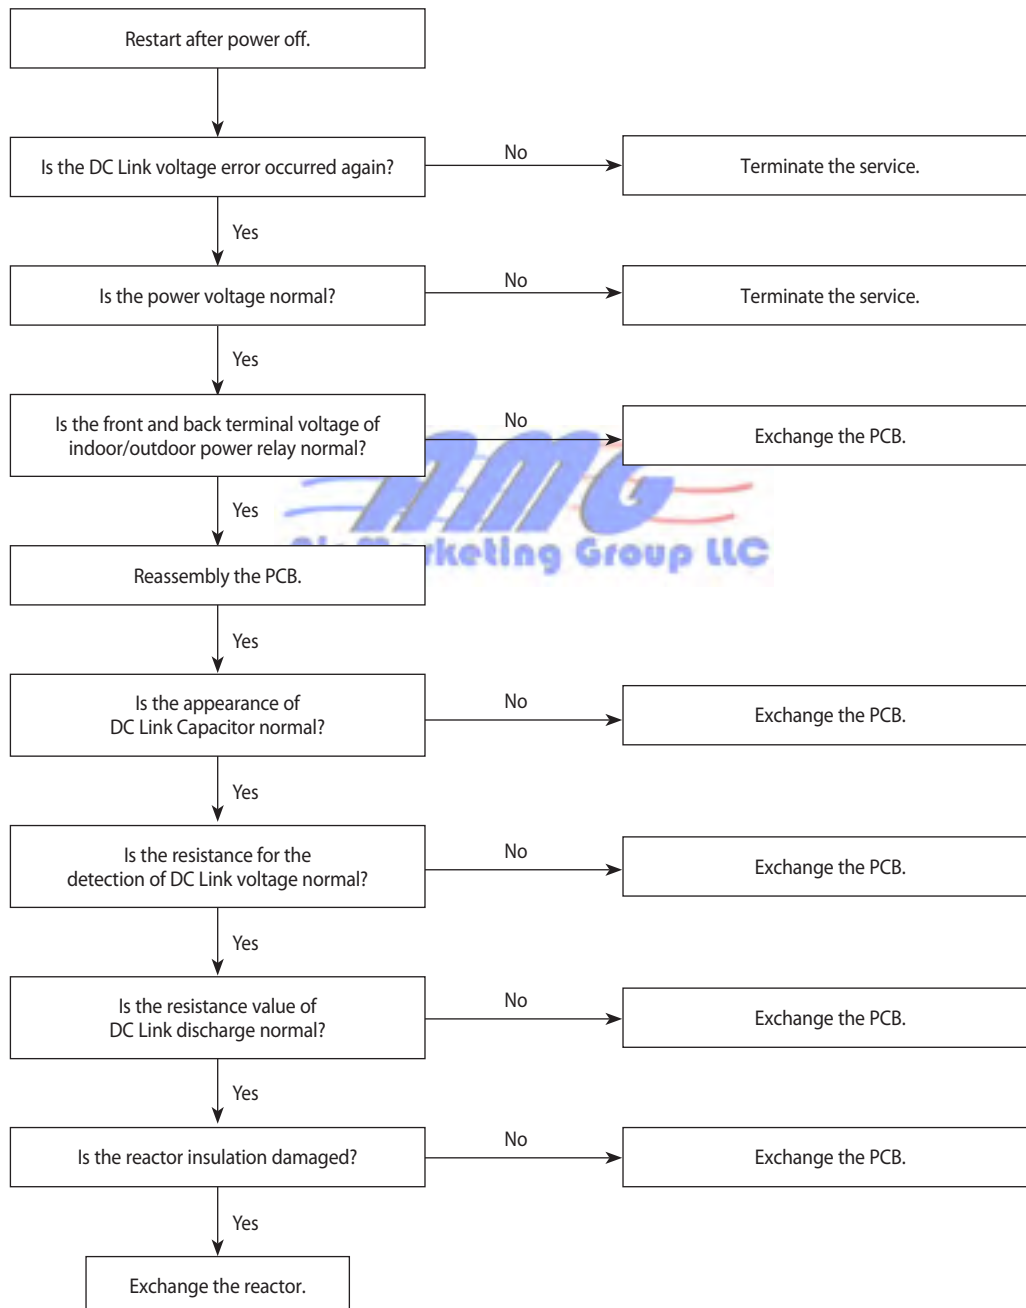 Restart after power off.
Is the DC Link voltage error occurred again?
No
Terminate the service.
Yes
Is the power voltage normal?
No
Terminate the service.
Yes
Is the front and back terminal voltage of
indoor/outdoor power relay normal?
No
Exchange the PCB.
Yes
AMG
Air Marketing Group LLC
Reassembly the PCB.
Yes
Is the appearance of
DC Link Capacitor normal?
No
Exchange the PCB.
Yes
Is the resistance for the
detection of DC Link voltage normal?
No
Exchange the PCB.
Yes
Is the resistance value of
DC Link discharge normal?
No
Exchange the PCB.
Yes
Is the reactor insulation damaged?
No
Exchange the PCB.
Yes
Exchange the reactor.